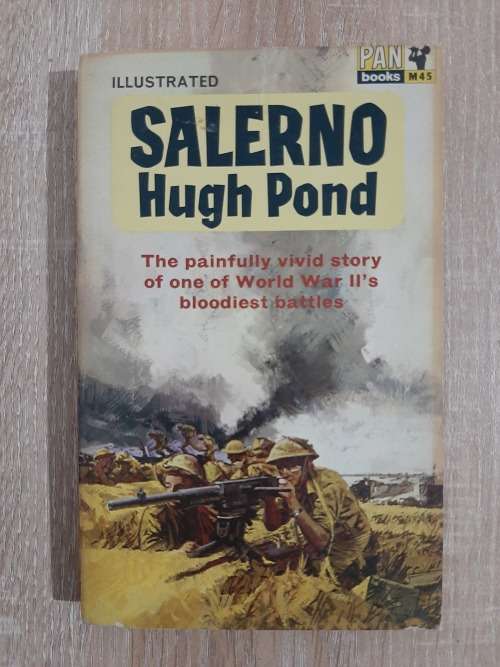 PAN
books M45
ILLUSTRATED
SALERNO
Hugh Pond
The painfully vivid story
of one of World War II's
bloodiest battles